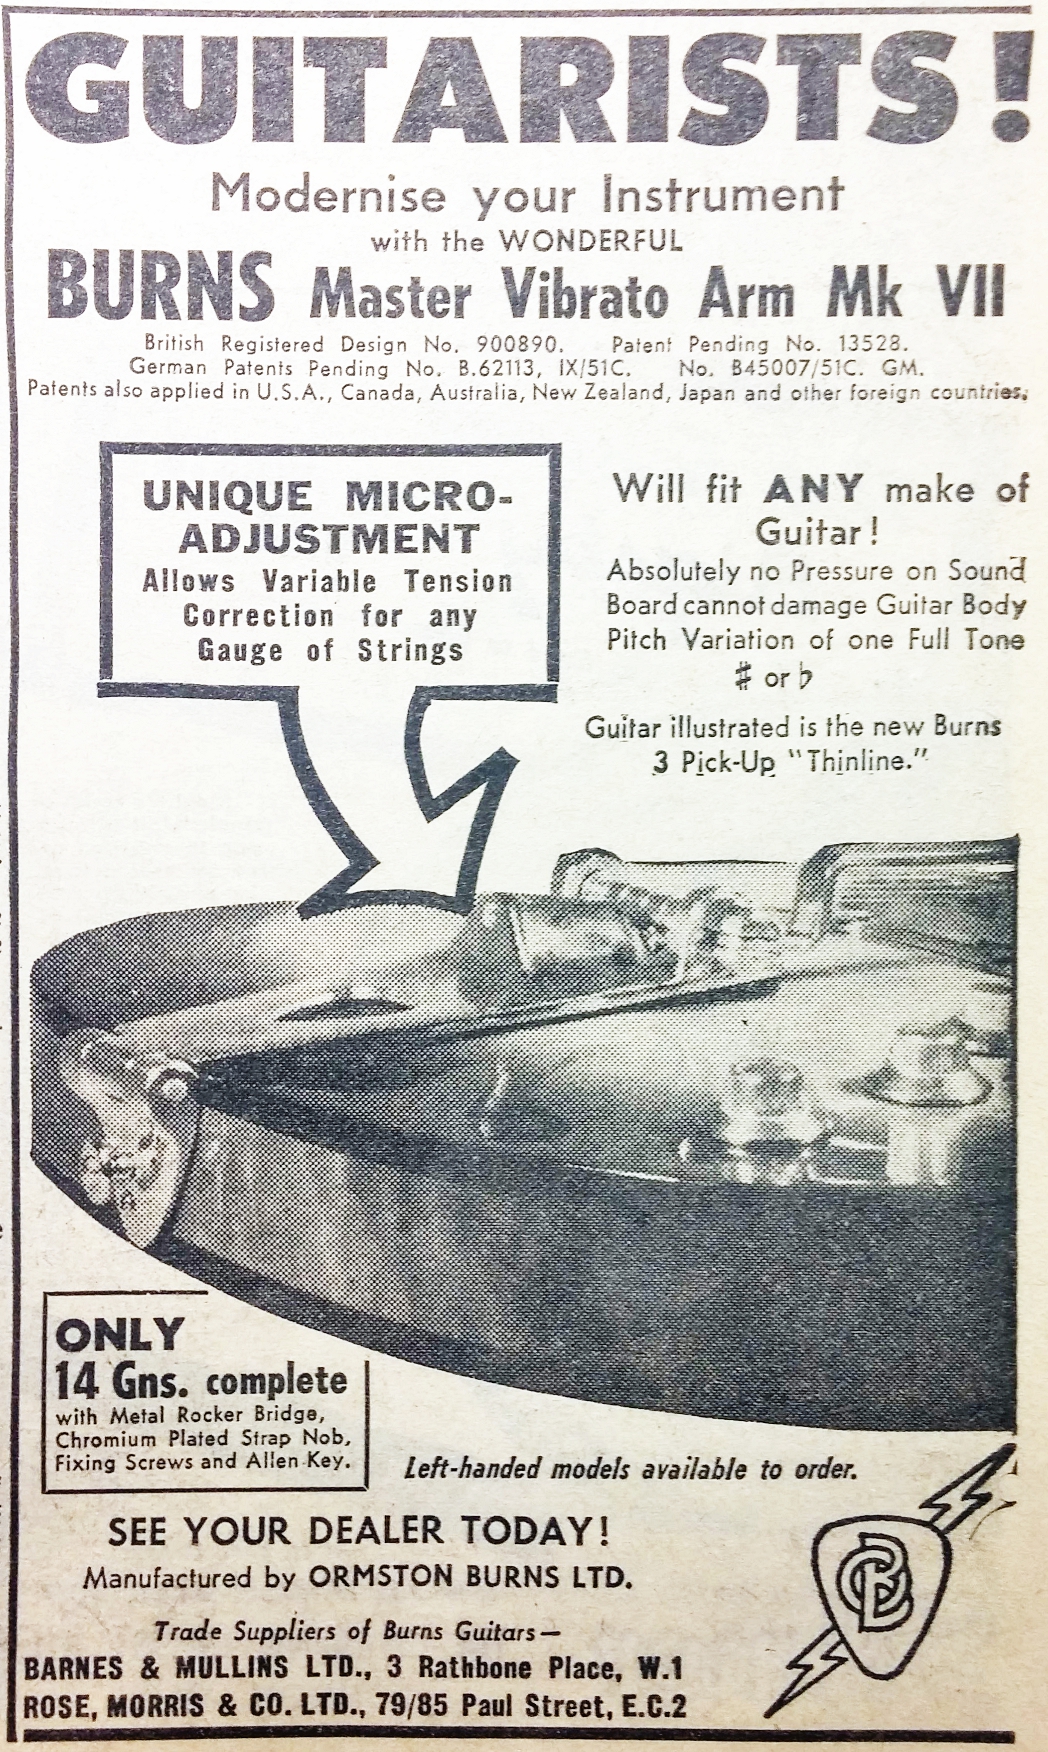 GUITARISTS!
Modernise your Instrument
with the WONDERFUL
BURNS Master Vibrato Arm Mk VII
British Registered Design No. 900890. Patent Pending No. 13528.
German Patents Pending No. B.62113, IX/51C. No. B45007/51C. GM.
Patents also applied in U.S.A., Canada, Australia, New Zealand, Japan and other foreign countries.
UNIQUE MICRO-
ADJUSTMENT
Allows Variable Tension
Correction for any
Gauge of Strings
Will fit ANY make of
Guitar!
Absolutely no Pressure on Sound
Board cannot damage Guitar Body
Pitch Variation of one Full Tone
♯ or ♭
Guitar illustrated is the new Burns
3 Pick-Up "Thinline."
ONLY
14 Gns. complete
with Metal Rocker Bridge,
Chromium Plated Strap Nob,
Fixing Screws and Allen Key.
Left-handed models available to order.
SEE YOUR DEALER TODAY!
Manufactured by ORMSTON BURNS LTD.
Trade Suppliers of Burns Guitars—
BARNES & MULLINS LTD., 3 Rathbone Place, W.1
ROSE, MORRIS & CO. LTD., 79/85 Paul Street, E.C.2